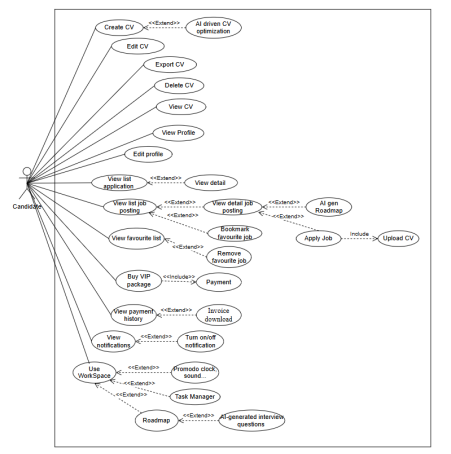 Create CV
<<Extend>>
AI driven CV
optimization
Edit CV
Export CV
Delete CV
View CV
View Profile
Edit profile
Candidate
View list
application
<<Extend>>
View detail
View list job
posting
<<Extend>>
View detail job
posting
<<Extend>>
AI gen
Roadmap
<<Extend>>
Bookmark
favourite job
<<Extend>>
Apply Job
Include
Upload CV
View favourite list
<<Extend>>
Remove
favourite job
Buy VIP
package
<<Include>>
Payment
View payment
history
<<Extend>>
Invoice
download
View
notifications
<<Extend>>
Turn on/off
notification
Use
WorkSpace
<<Extend>>
Promodo clock
sound...
<<Extend>>
Task Manager
<<Extend>>
Roadmap
<<Extend>>
AI-generated interview
questions